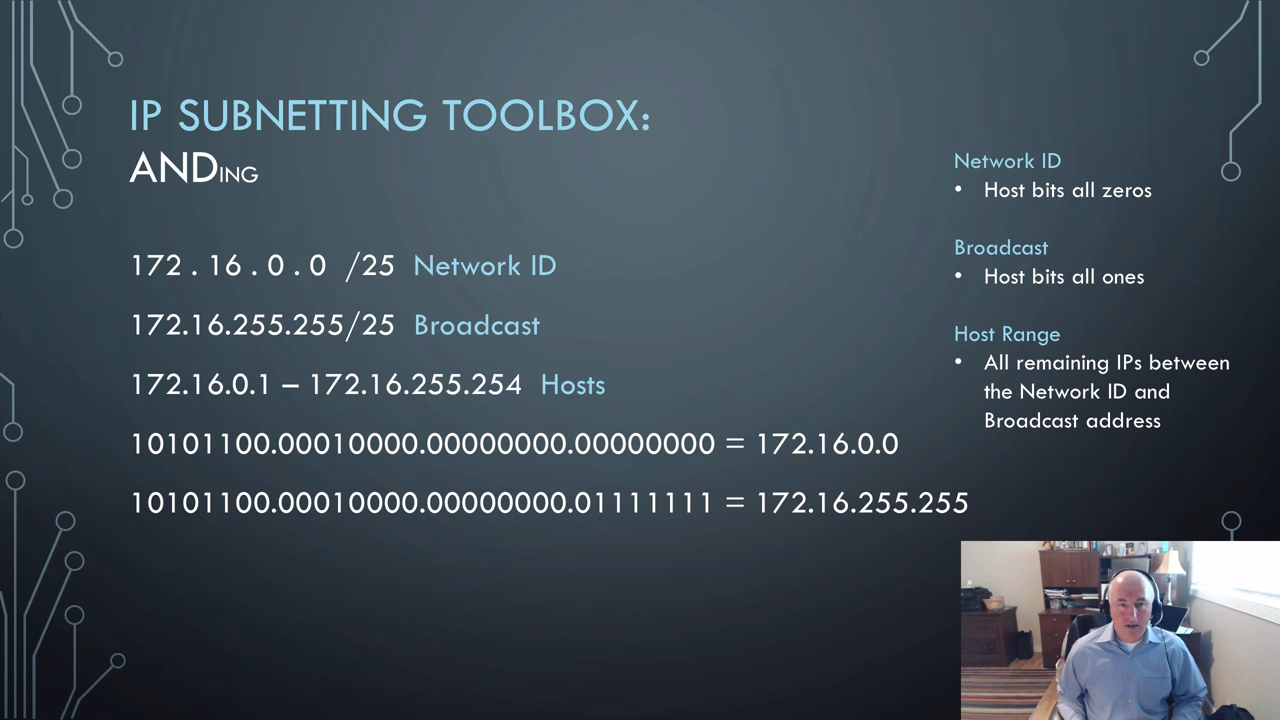 IP SUBNETTING TOOLBOX:
ANDING
172 . 16 . 0 . 0 /25 Network ID
172.16.255.255/25 Broadcast
172.16.0.1 – 172.16.255.254 Hosts
10101100.00010000.00000000.00000000 = 172.16.0.0
10101100.00010000.00000000.01111111 = 172.16.255.255
Network ID
• Host bits all zeros
Broadcast
• Host bits all ones
Host Range
• All remaining IPs between
the Network ID and
Broadcast address